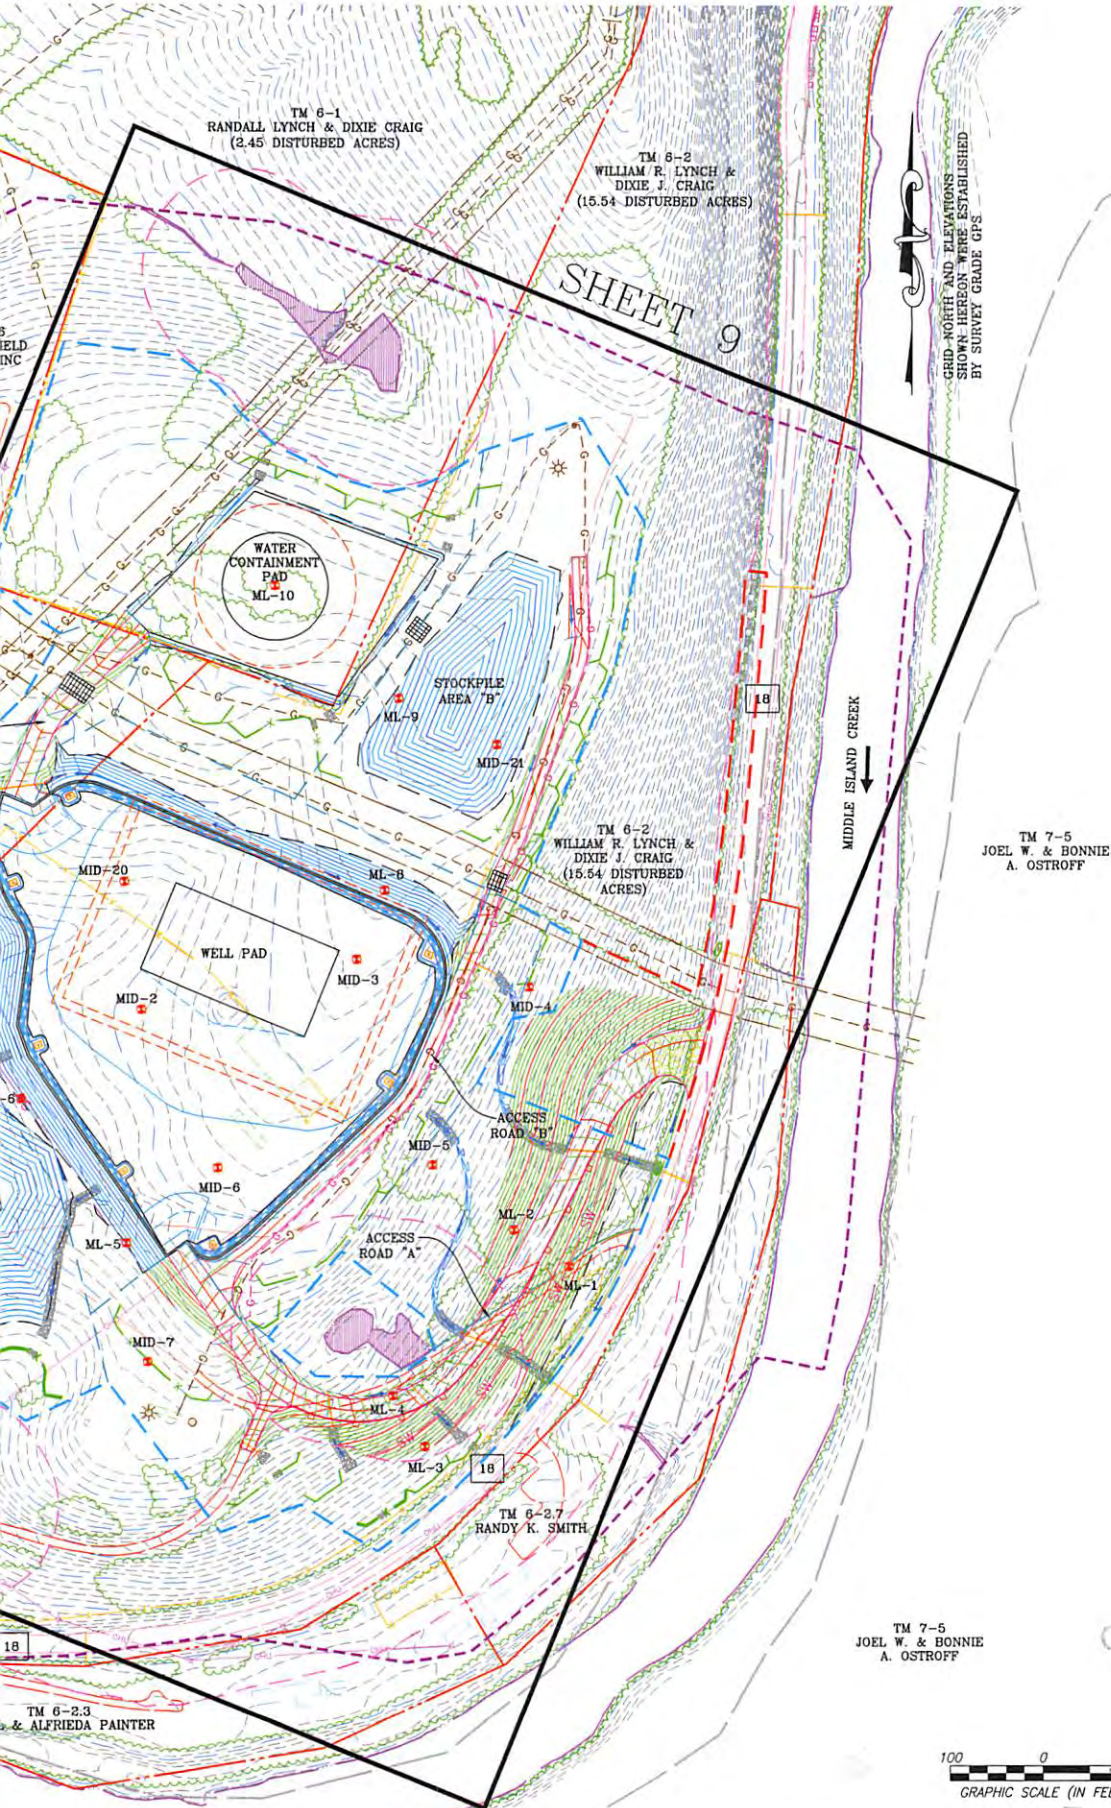 TM 6-1
RANDALL LYNCH & DIXIE CRAIG
(2.45 DISTURBED ACRES)
TM 6-2
WILLIAM R. LYNCH &
DIXIE J. CRAIG
(15.54 DISTURBED ACRES)
GRID NORTH AND ELEVATIONS
SHOWN HEREON WERE ESTABLISHED
BY SURVEY GRADE GPS.
SHEET 9
INC
WATER
CONTAINMENT
PAD
ML-10
STOCKPILE
AREA "B"
ML-9
MID-21
18
MIDDLE ISLAND CREEK
TM 7-5
JOEL W. & BONNIE
A. OSTROFF
TM 6-2
WILLIAM R. LYNCH &
DIXIE J. CRAIG
(15.54 DISTURBED
ACRES)
MID-20
ML-8
WELL PAD
MID-3
MID-2
MID-4
ACCESS
ROAD "B"
MID-5
MID-6
ML-2
ACCESS
ROAD "A"
ML-5
ML-1
MID-7
ML-4
SW
SW
SW
SW
ML-3
18
TM 6-2.7
RANDY K. SMITH
18
TM 6-2.3
& ALFRIEDA PAINTER
TM 7-5
JOEL W. & BONNIE
A. OSTROFF
100 0
GRAPHIC SCALE (IN FEE